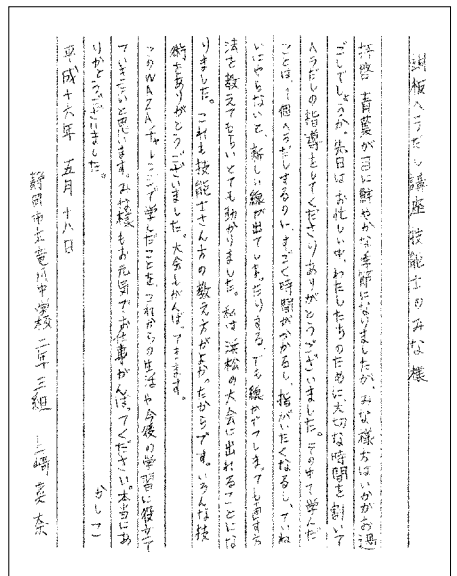 銅板へらだし講座技能士のみな様
拝啓 青葉が目に鮮やかな季節になりましたが、みな様方はいかがお過
ごしでしょうか。先日はお忙しい中、わたしたちのために大切な時間を割いて
へらだしの指導をしてくださりありがとうございました。その中で学んだ
ことは、一個へらだしするのにすごく時間がかかるし、指がいたくなるし、ていね
いにやらないと、新しい線が出てしまったりする。でも線がでてしまっても直す方
法を教えてもらいとても助かりました。私は浜松の大会に出れることにな
りました。これも技能士さん方の教え方がよかったからです。いろんな技
術をありがとうございました。大会もがんばってきます。
このWAZAチャレンジで学んだことを、これからの生活や今後の学習に役立て
ていきたいと思います。みな様もお元気でお仕事がんばってください。本当にあ
りがとうございました。
かしこ
平成十六年 五月 十八日
静岡市立竜爪中学校 二年三組 崎 奈